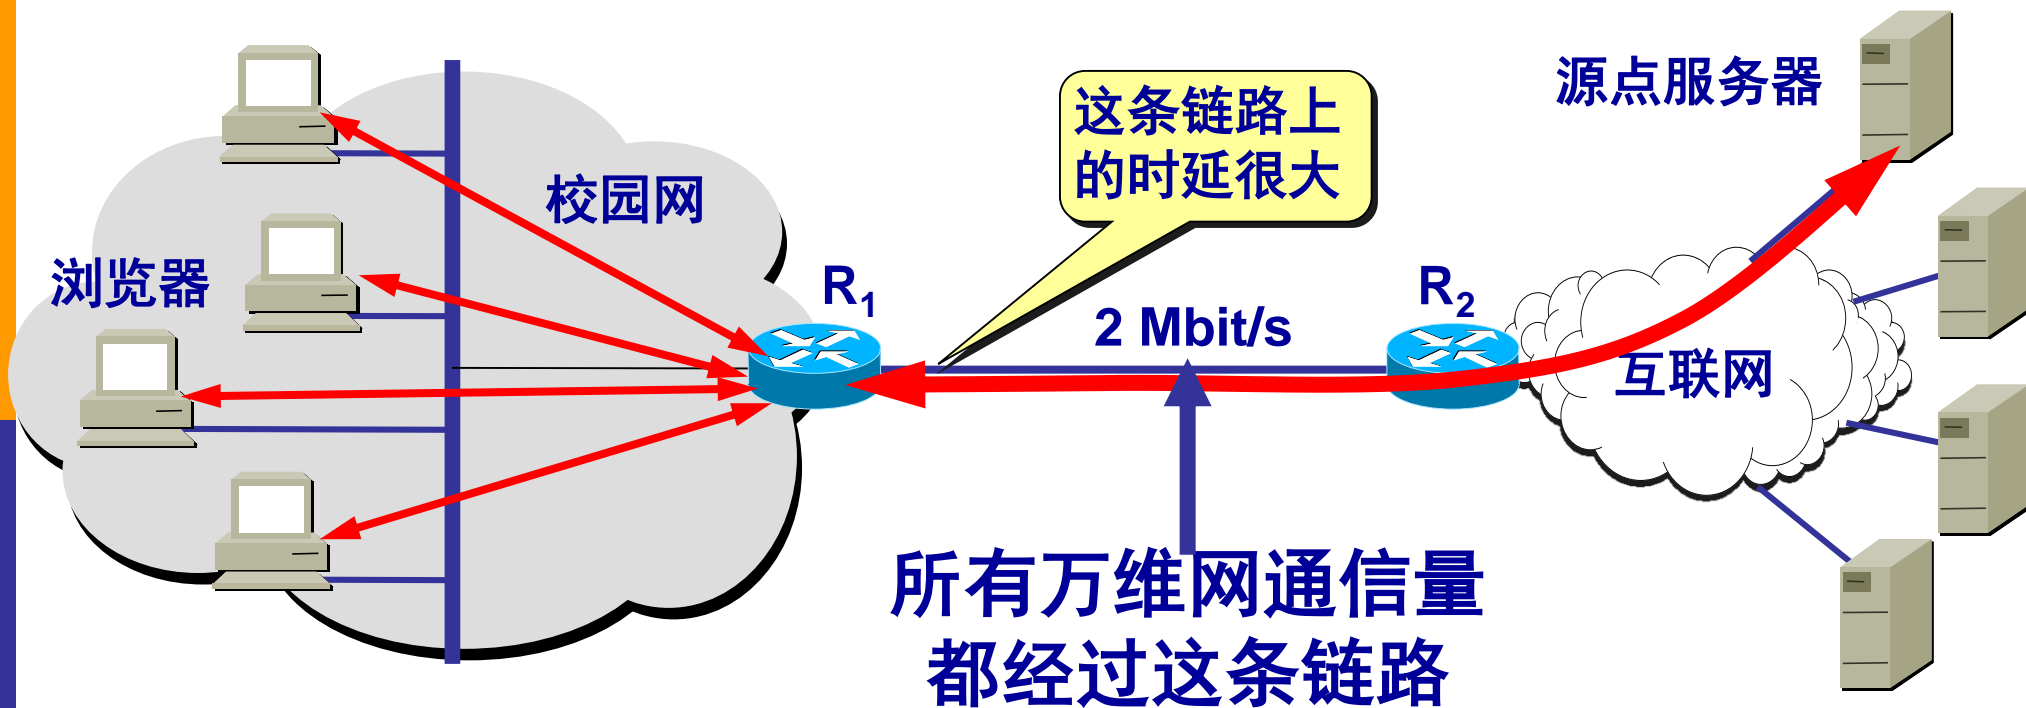 源点服务器
这条链路上
的时延很大
校园网
浏览器
R1
2 Mbit/s
R2
互联网
所有万维网通信量
都经过这条链路